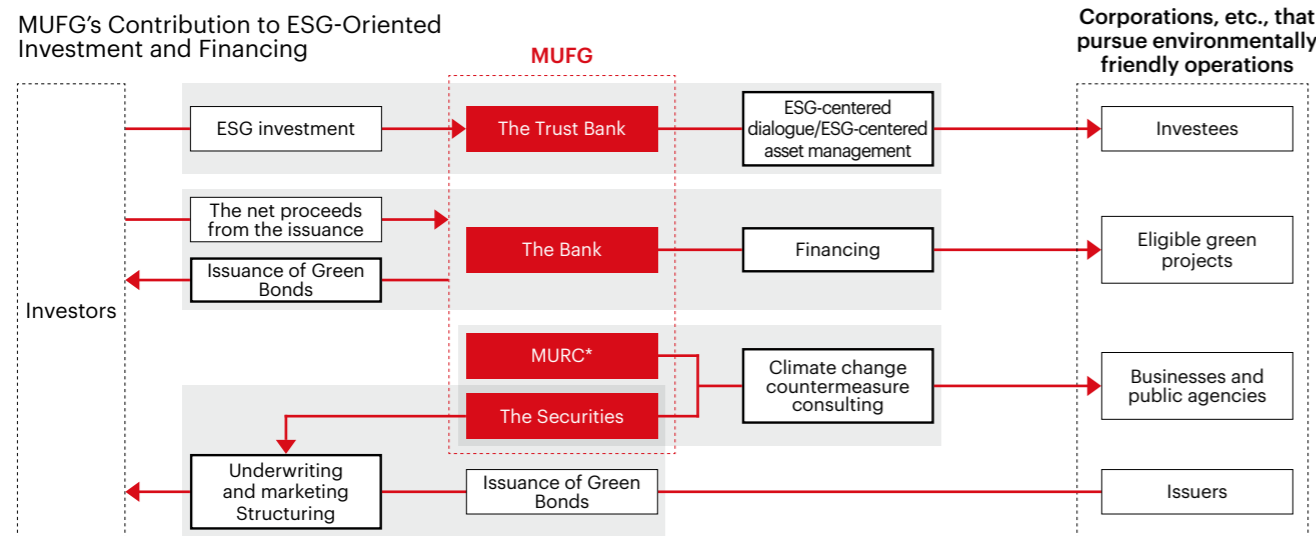 MUFG's Contribution to ESG-Oriented
Investment and Financing
MUFG
Corporations, etc., that
pursue environmentally
friendly operations
Investors
ESG investment
The Trust Bank
ESG-centered
dialogue/ESG-centered
asset management
Investees
The net proceeds
from the issuance
Issuance of Green
Bonds
The Bank
Financing
Eligible green
projects
MURC*
The Securities
Climate change
countermeasure
consulting
Businesses and
public agencies
Underwriting
and marketing
Structuring
Issuance of Green
Bonds
Issuers